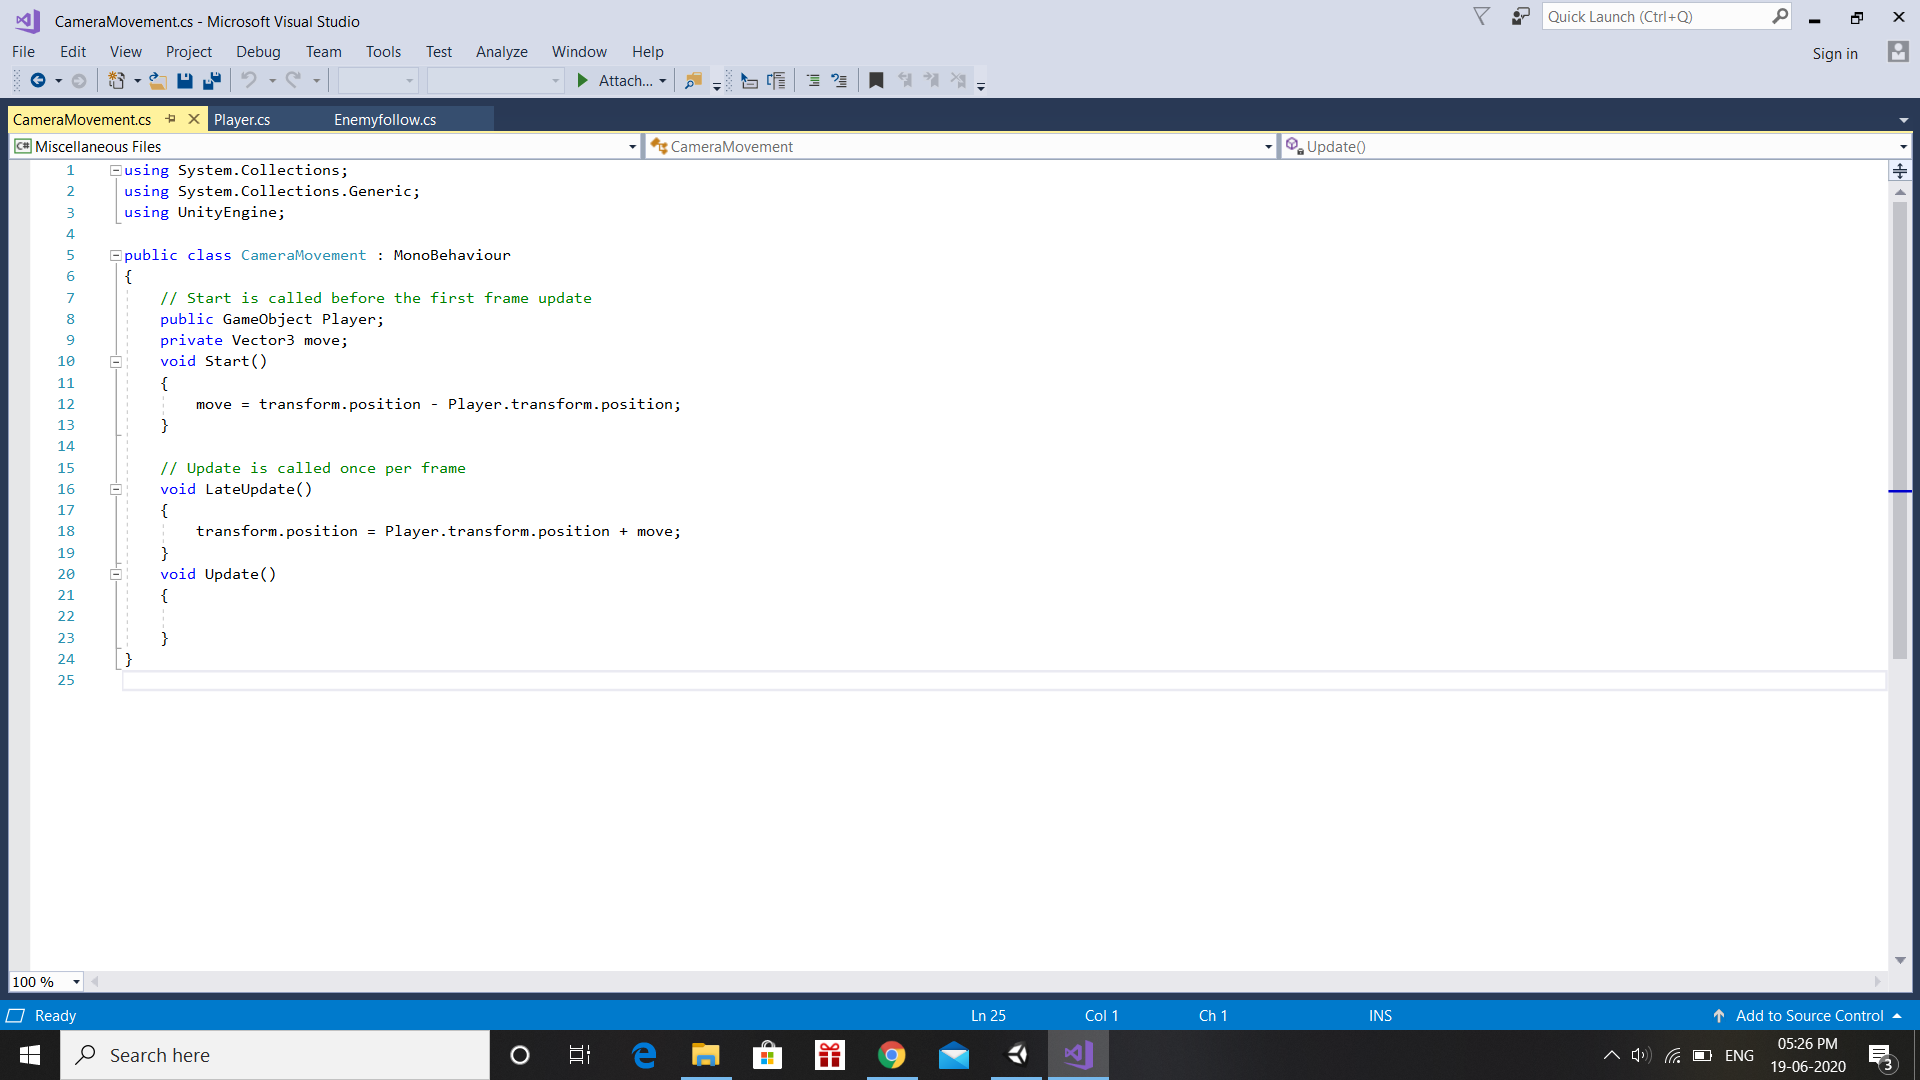 CameraMovement.cs - Microsoft Visual Studio
Quick Launch (Ctrl+Q)
File Edit View Project Debug Team Tools Test Analyze Window Help
Sign in
Attach...
CameraMovement.cs Player.cs Enemyfollow.cs
C# Miscellaneous Files CameraMovement Update()
1 using System.Collections;
2 using System.Collections.Generic;
3 using UnityEngine;
4
5 public class CameraMovement : MonoBehaviour
6 {
7 // Start is called before the first frame update
8 public GameObject Player;
9 private Vector3 move;
10 void Start()
11 {
12 move = transform.position - Player.transform.position;
13 }
14
15 // Update is called once per frame
16 void LateUpdate()
17 {
18 transform.position = Player.transform.position + move;
19 }
20 void Update()
21 {
22
23 }
24 }
25
100 %
Ready Ln 25 Col 1 Ch 1 INS Add to Source Control
Search here
ENG
05:26 PM
19-06-2020
3